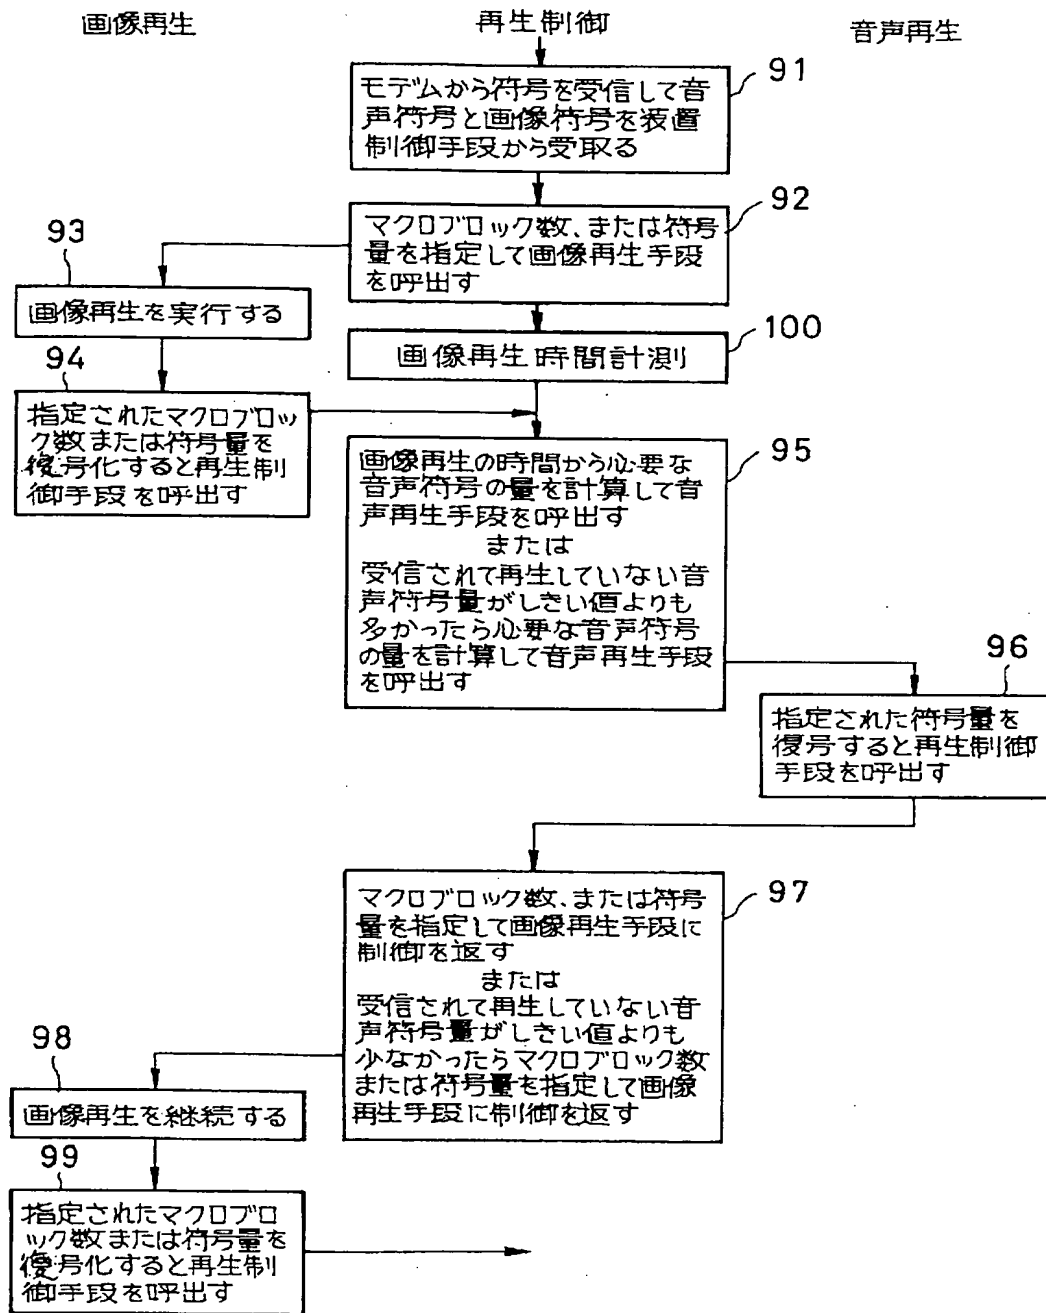 画像再生
再生制御
音声再生
91
モデムから符号を受信して音
声符号と画像符号を装置
制御手段から受取る
92
マクロブロック数、または符号
量を指定して画像再生手段
を呼出す
93
画像再生を実行する
100
画像再生時間計測
94
指定されたマクロブロッ
ク数または符号量を
復号化すると再生制
御手段を呼出す
95
画像再生の時間から必要な
音声符号の量を計算して音
声再生手段を呼出す
または
受信されて再生していない音
声符号量がしきい値よりも
多かったら必要な音声符号
の量を計算して音声再生手段
を呼出す
96
指定された符号量を
復号すると再生制御
手段を呼出す
97
マクロブロック数、または符号
量を指定して画像再生手段に
制御を返す
または
受信されて再生していない音
声符号量がしきい値よりも
少なかったらマクロブロック数
または符号量を指定して画像
再生手段に制御を返す
98
画像再生を継続する
99
指定されたマクロブロ
ック数または符号量を
復号化すると再生制
御手段を呼出す